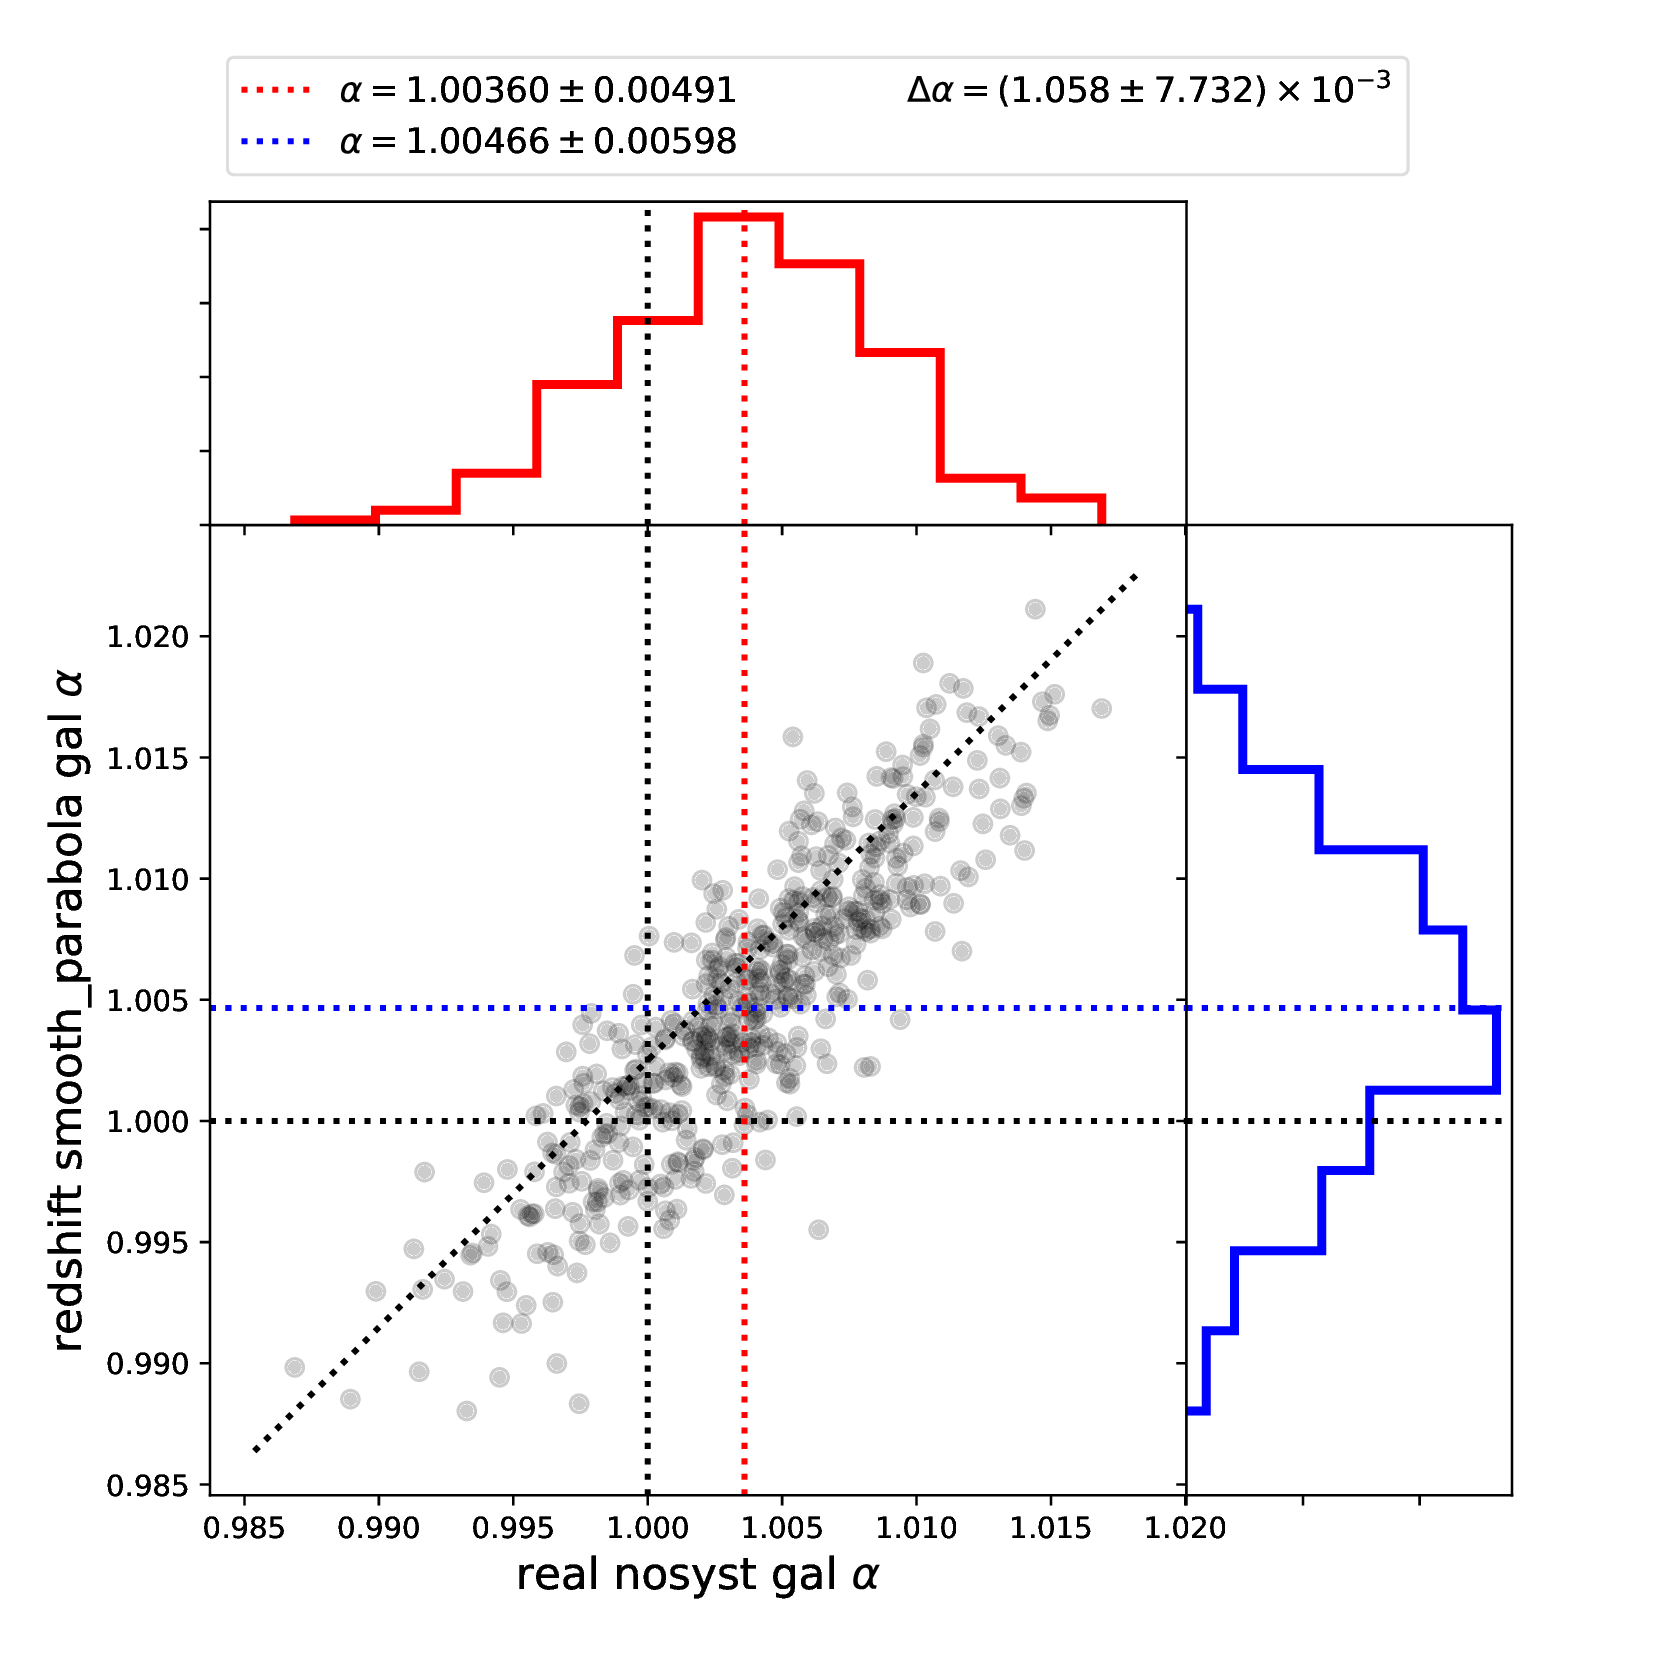 α = 1.00360 ± 0.00491
Δα = (1.058 ± 7.732) × 10⁻³
α = 1.00466 ± 0.00598
1.020
1.015
1.010
1.005
1.000
0.995
0.990
0.985
redshift smooth_parabola gal α
0.985 0.990 0.995 1.000 1.005 1.010 1.015 1.020
real nosyst gal α